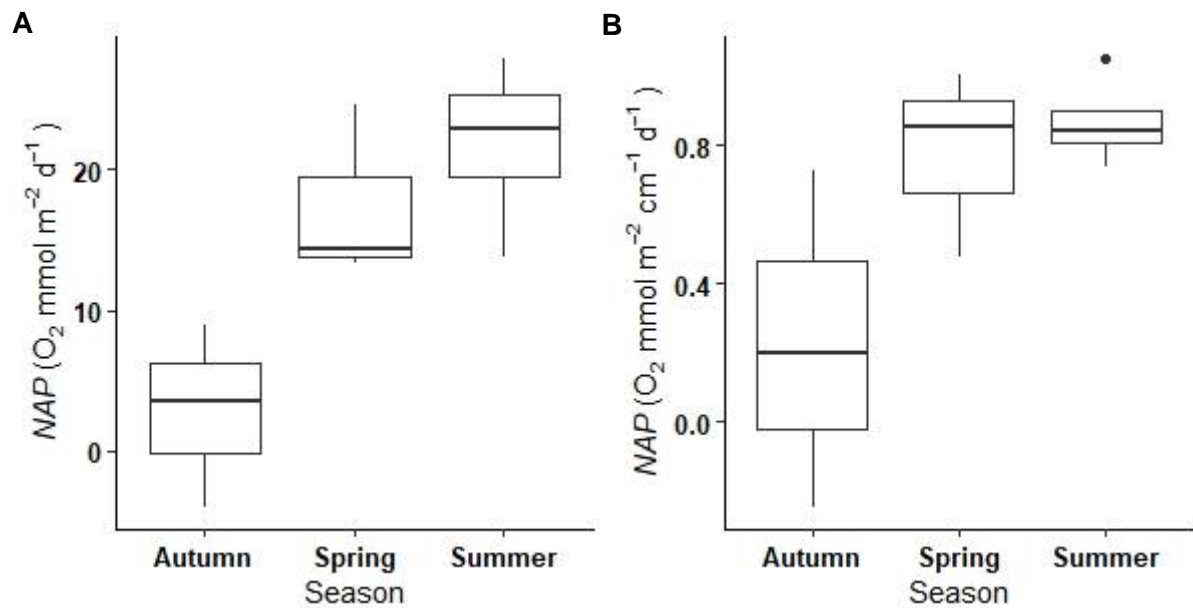 A
NAP (O₂ mmol m⁻² d⁻¹ )
20
10
0
Autumn Spring Summer
Season
B
NAP (O₂ mmol m⁻² cm⁻¹ d⁻¹ )
0.8
0.4
0.0
Autumn Spring Summer
Season